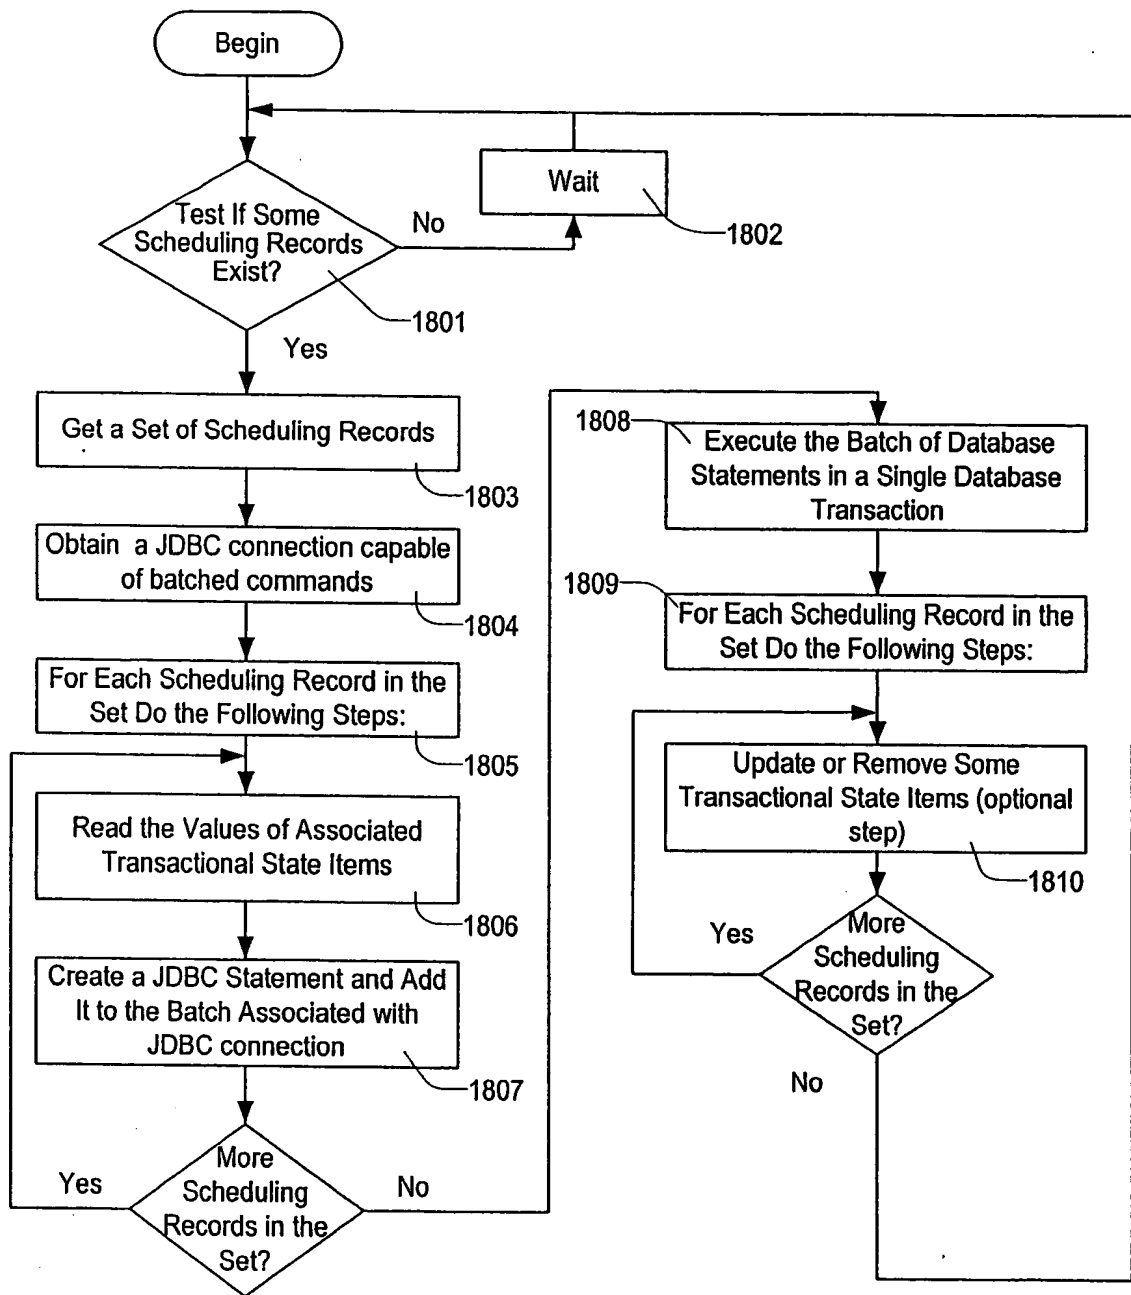 Begin
Wait
1802
Test If Some
Scheduling Records
Exist?
No
1801
Yes
Get a Set of Scheduling Records
1803
Obtain a JDBC connection capable
of batched commands
1804
For Each Scheduling Record in the
Set Do the Following Steps:
1805
Read the Values of Associated
Transactional State Items
1806
Create a JDBC Statement and Add
It to the Batch Associated with
JDBC connection
1807
More
Scheduling
Records in the
Set?
Yes
No
1808
Execute the Batch of Database
Statements in a Single Database
Transaction
1809
For Each Scheduling Record in the
Set Do the Following Steps:
Update or Remove Some
Transactional State Items (optional
step)
1810
More
Scheduling
Records in the
Set?
Yes
No